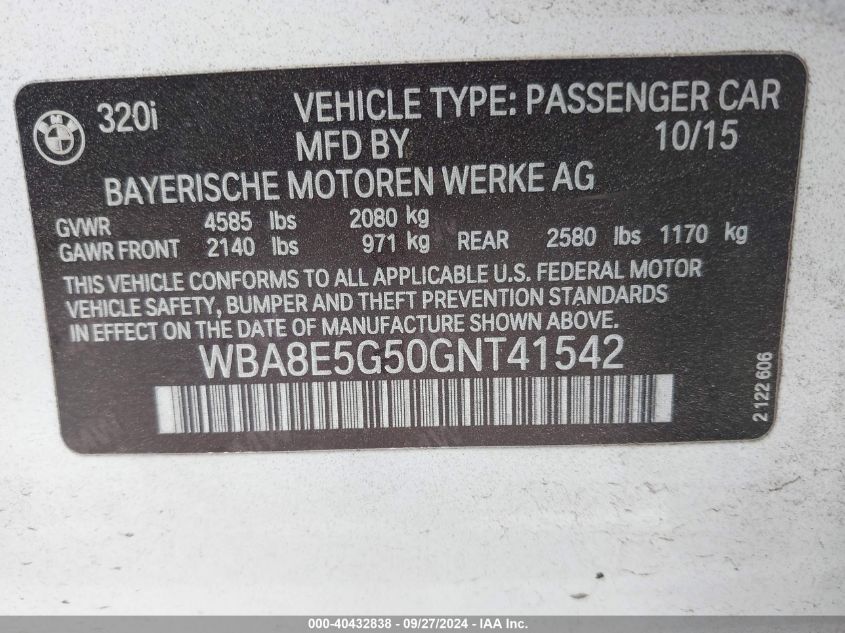 320i VEHICLE TYPE: PASSENGER CAR
MFD BY 10/15
BAYERISCHE MOTOREN WERKE AG
GVWR 4585 lbs 2080 kg
GAWR FRONT 2140 lbs 971 kg REAR 2580 lbs 1170 kg
THIS VEHICLE CONFORMS TO ALL APPLICABLE U.S. FEDERAL MOTOR
VEHICLE SAFETY, BUMPER AND THEFT PREVENTION STANDARDS
IN EFFECT ON THE DATE OF MANUFACTURE SHOWN ABOVE.
WBA8E5G50GNT41542
2 122 606
000-40432838 - 09/27/2024 - IAA Inc.